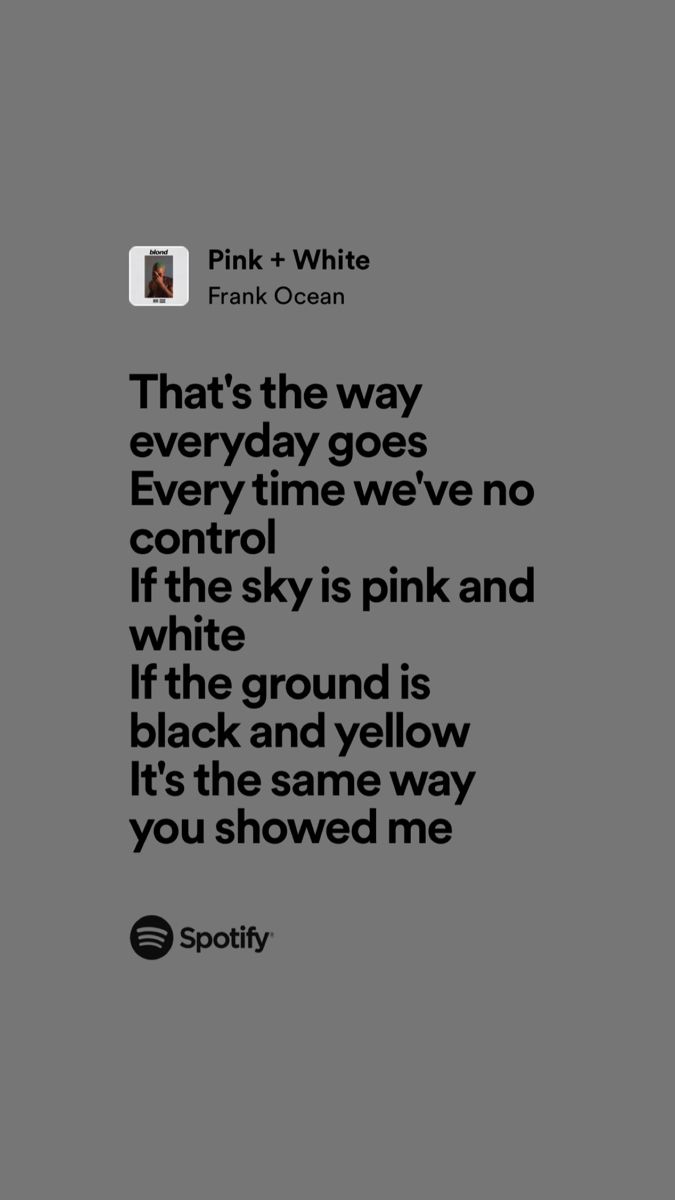 blond
Pink + White
Frank Ocean
That's the way
everyday goes
Every time we've no
control
If the sky is pink and
white
If the ground is
black and yellow
It's the same way
you showed me
Spotify